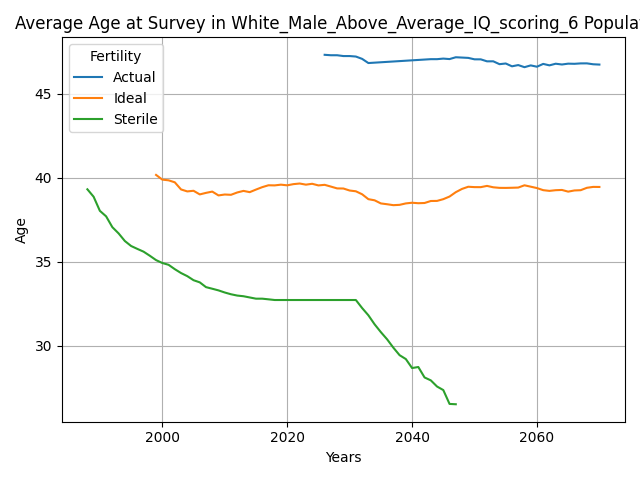 Average Age at Survey in White_Male_Above_Average_IQ_scoring_6 Popula
Fertility
Actual
Ideal
Sterile
Age
45
40
35
30
2000 2020 2040 2060
Years